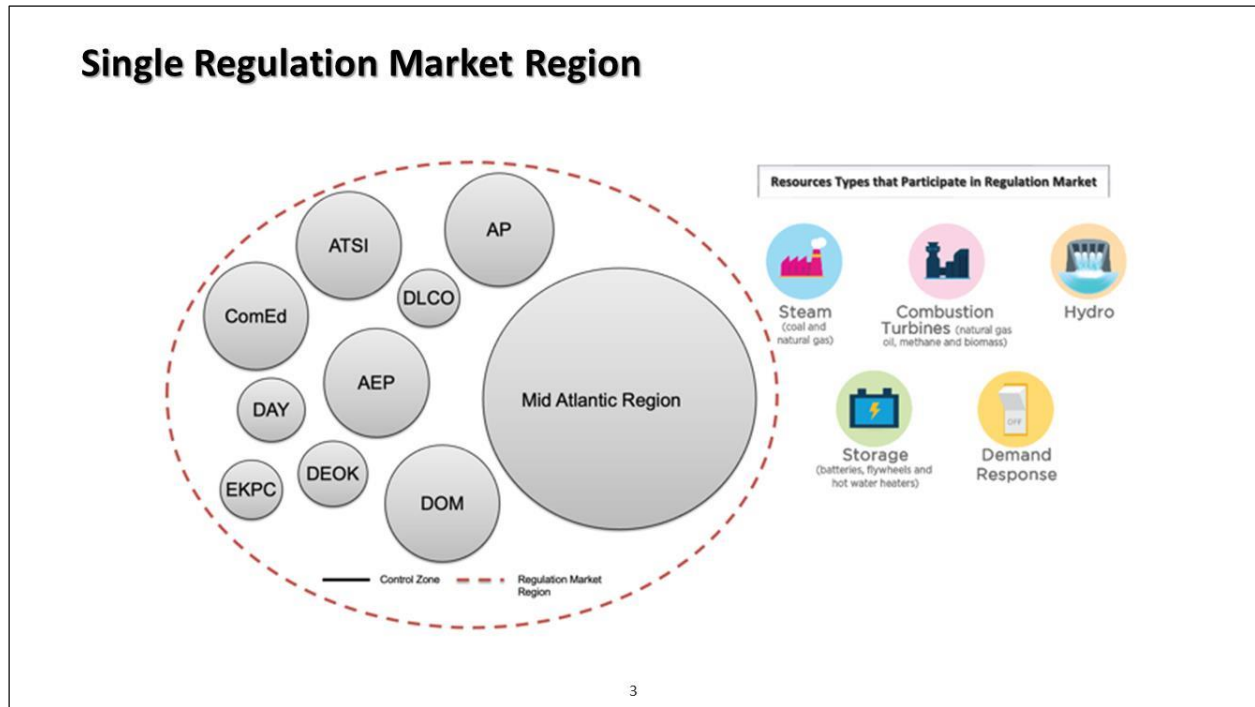 Single Regulation Market Region
ATSI
AP
ComEd
DLCO
AEP
Mid Atlantic Region
DAY
EKPC
DEOK
DOM
Control Zone
Regulation Market
Region
Resources Types that Participate in Regulation Market
Steam
(coal and
natural gas)
Combustion
Turbines (natural gas
oil, methane and biomass)
Hydro
Storage
(batteries, flywheels and
hot water heaters)
OFF
Demand
Response
3